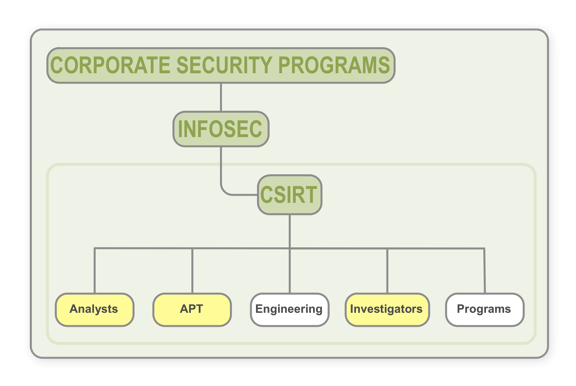 CORPORATE SECURITY PROGRAMS
INFOSEC
CSIRT
Analysts
APT
Engineering
Investigators
Programs